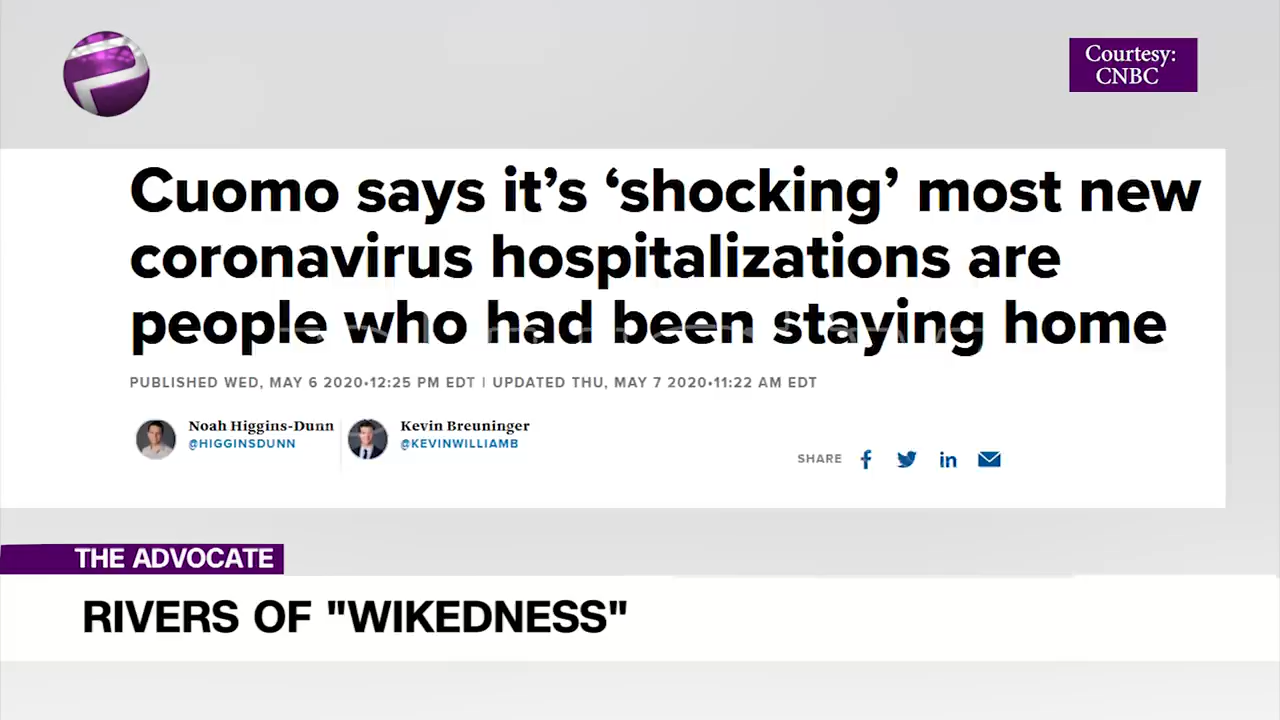 Courtesy:
CNBC
Cuomo says it's ‘shocking’ most new
coronavirus hospitalizations are
people who had been staying home
PUBLISHED WED, MAY 6 2020•12:25 PM EDT | UPDATED THU, MAY 7 2020•11:22 AM EDT
Noah Higgins-Dunn
@HIGGINSDUNN
Kevin Breuninger
@KEVINWILLIAMB
SHARE
THE ADVOCATE
RIVERS OF "WIKEDNESS"